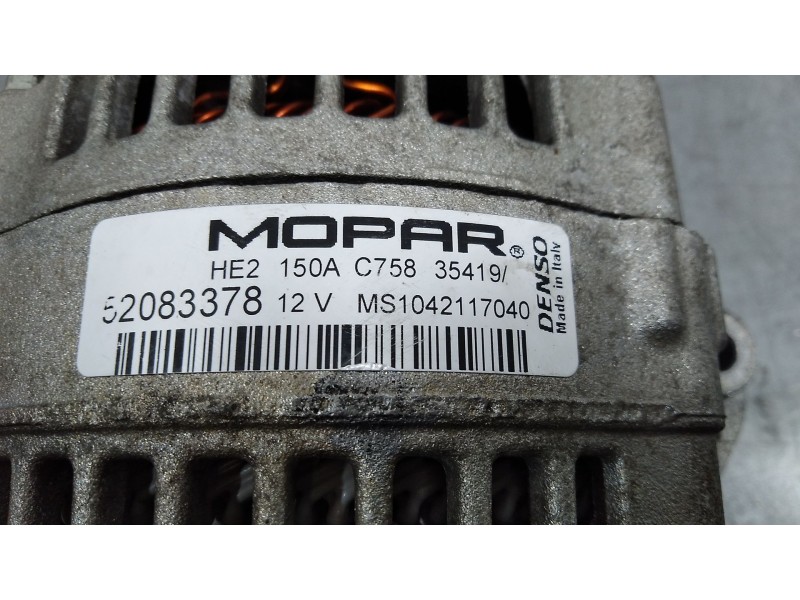 MOPAR®
HE2 150A C758 35419/
52083378 12 V MS1042117040
DENSO
Made in Italy